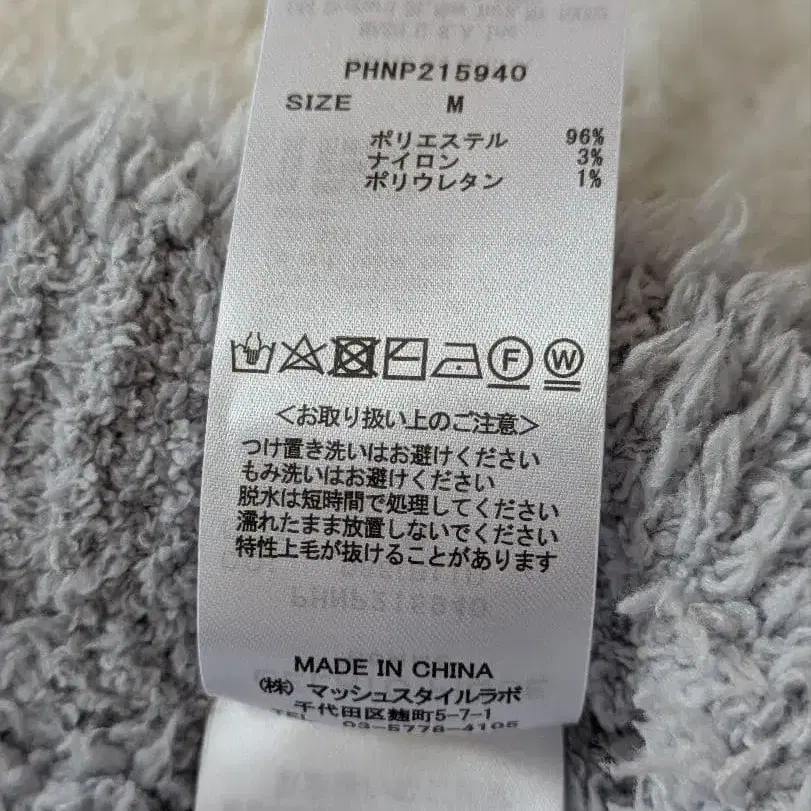 PHNP215940
SIZE M
ポリエステル 96%
ナイロン 3%
ポリウレタン 1%
F W
<お取り扱い上のご注意>
つけ置き洗いはお避けください
もみ洗いはお避けください
脱水は短時間で処理してください
濡れたまま放置しないでください
特性上毛が抜けることがあります
PHNP215940
MADE IN CHINA
(株) マッシュスタイルラボ
千代田区麹町5-7-1
TEL 03-5778-4105